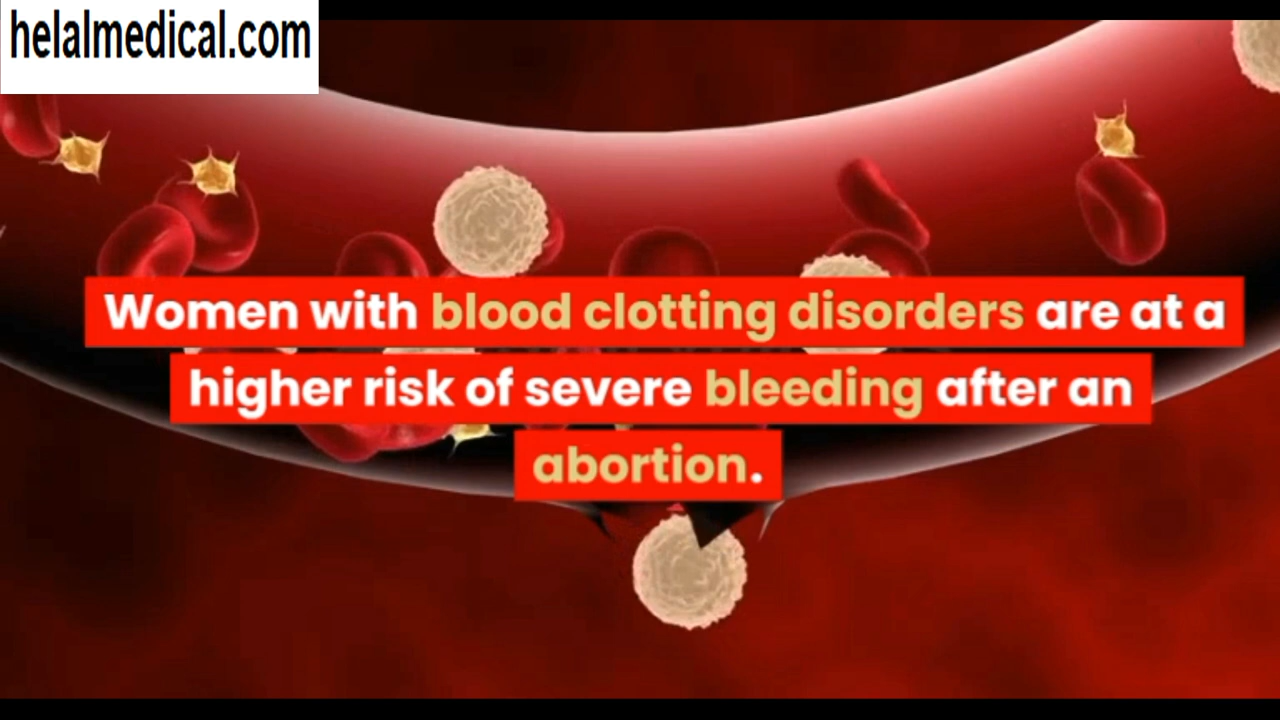 helalmedical.com
Women with blood clotting disorders are at a
higher risk of severe bleeding after an
abortion.